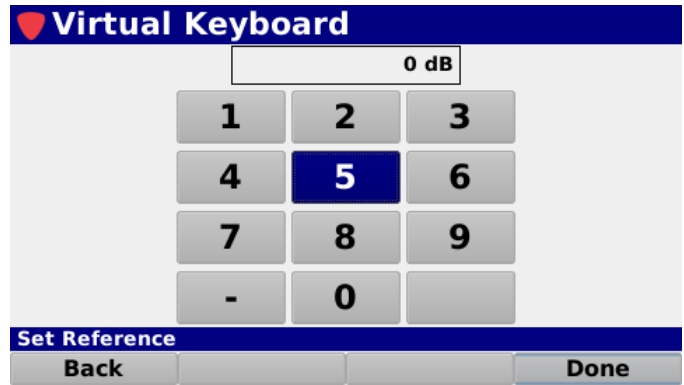 Virtual Keyboard
0 dB
1 2 3
4 5 6
7 8 9
- 0
Set Reference
Back Done